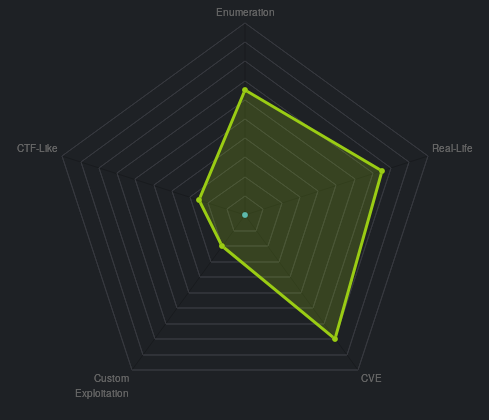 Enumeration
CTF-Like
Real-Life
Custom
Exploitation
CVE